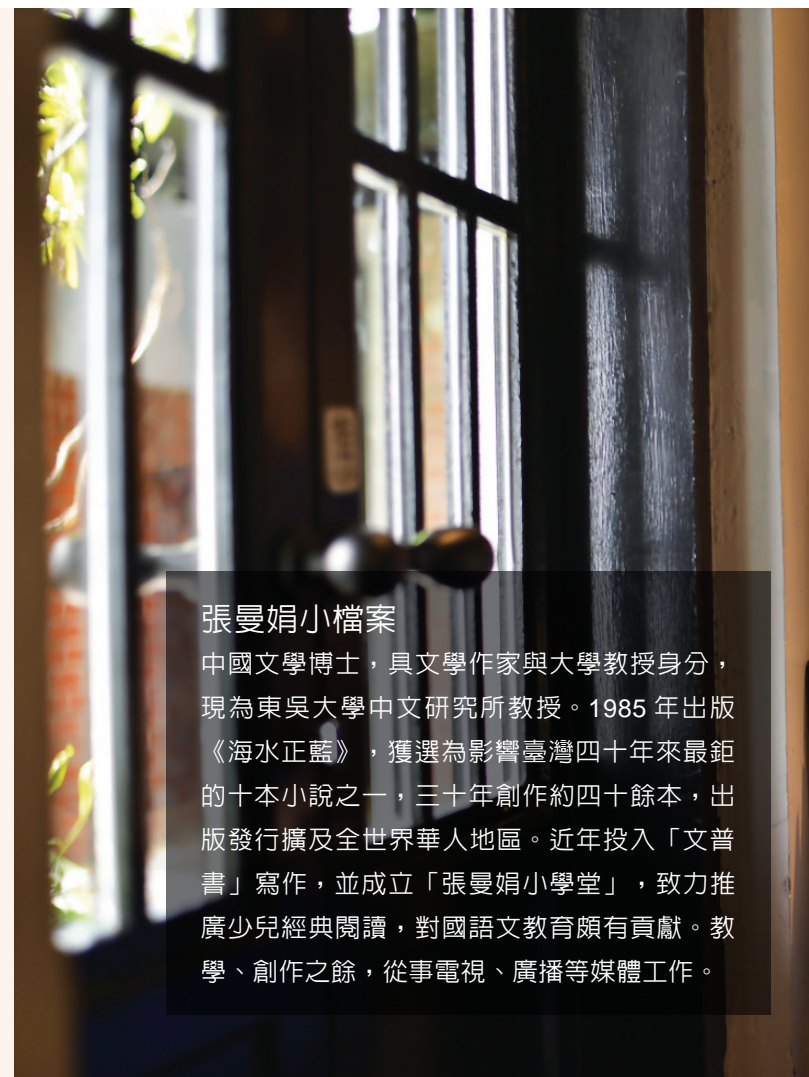 張曼娟小檔案
中國文學博士，具文學作家與大學教授身分，
現為東吳大學中文研究所教授。1985 年出版
《海水正藍》，獲選為影響臺灣四十年來最鉅
的十本小說之一，三十年創作約四十餘本，出
版發行擴及全世界華人地區。近年投入「文普
書」寫作，並成立「張曼娟小學堂」，致力推
廣少兒經典閱讀，對國語文教育頗有貢獻。教
學、創作之餘，從事電視、廣播等媒體工作。